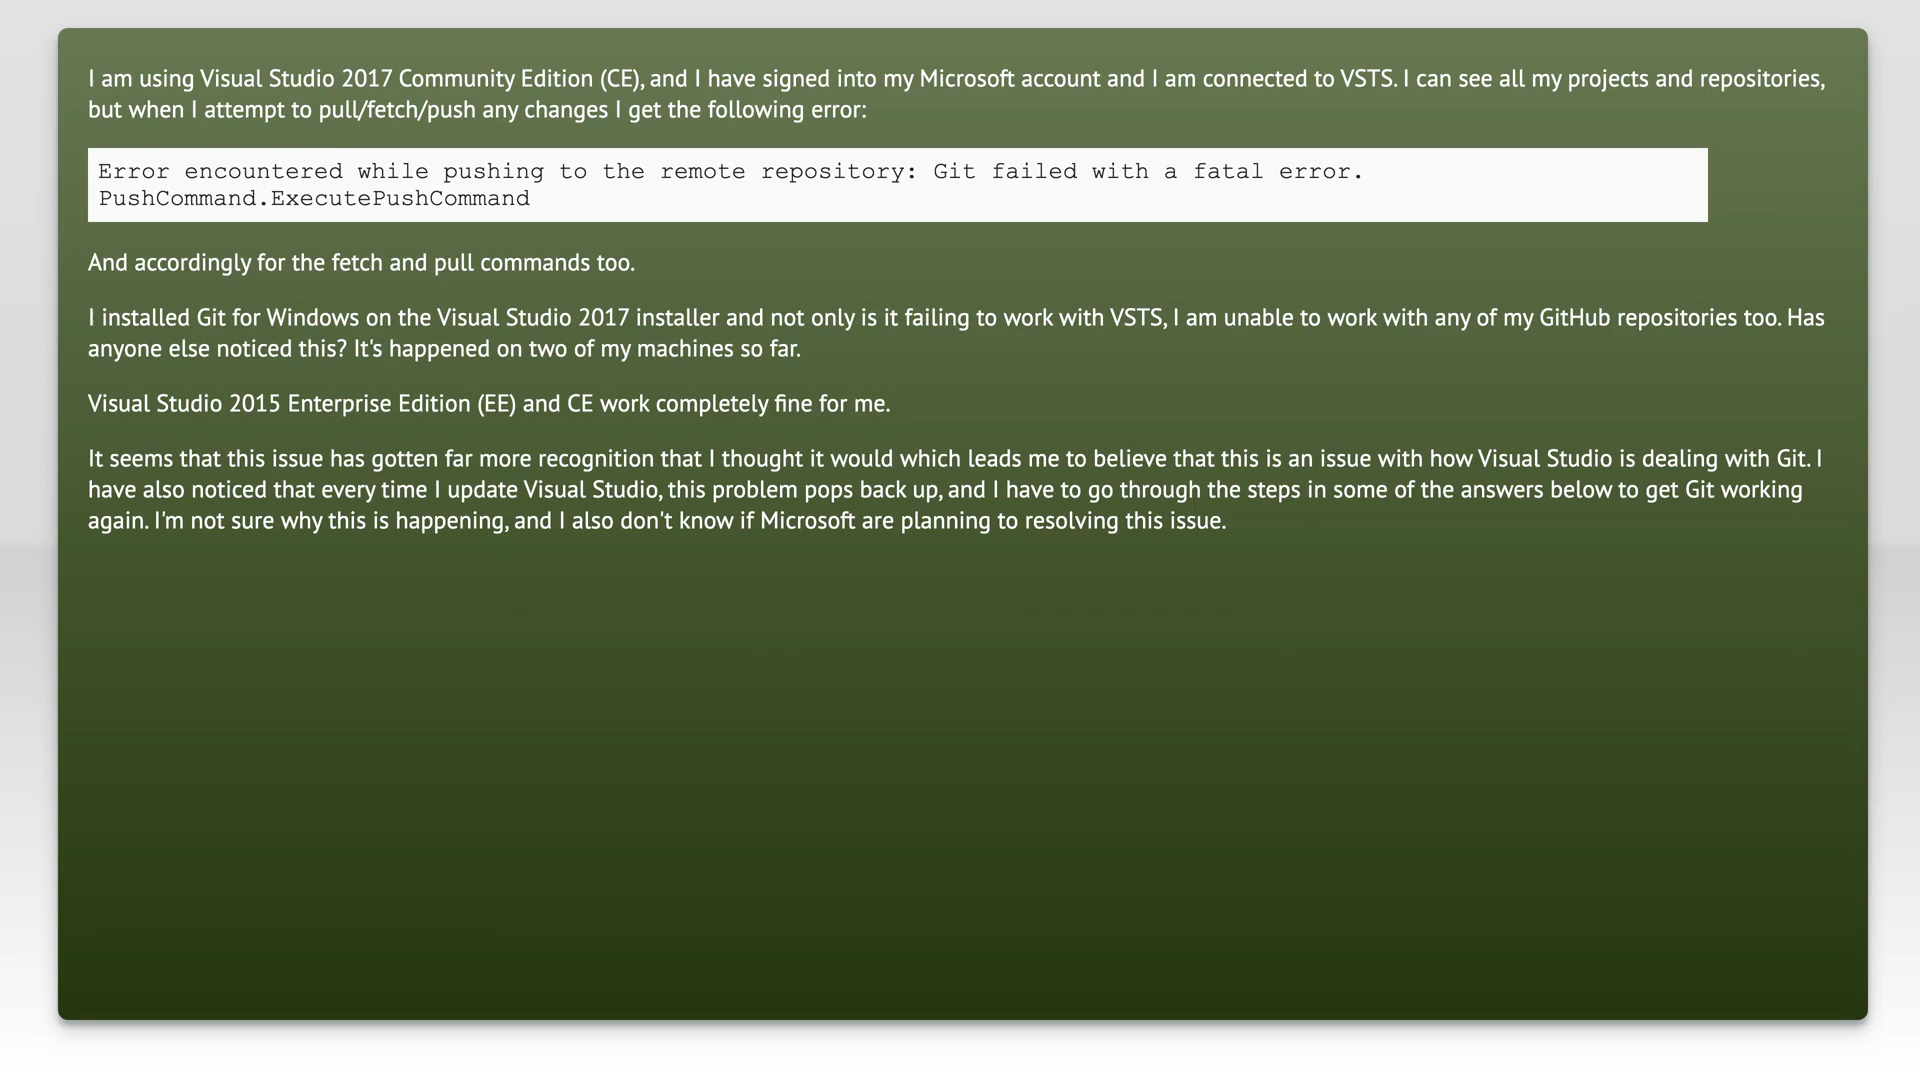 I am using Visual Studio 2017 Community Edition (CE), and I have signed into my Microsoft account and I am connected to VSTS. I can see all my projects and repositories,
but when I attempt to pull/fetch/push any changes I get the following error:
Error encountered while pushing to the remote repository: Git failed with a fatal error.
PushCommand.ExecutePushCommand
And accordingly for the fetch and pull commands too.
I installed Git for Windows on the Visual Studio 2017 installer and not only is it failing to work with VSTS, I am unable to work with any of my GitHub repositories too. Has
anyone else noticed this? It's happened on two of my machines so far.
Visual Studio 2015 Enterprise Edition (EE) and CE work completely fine for me.
It seems that this issue has gotten far more recognition that I thought it would which leads me to believe that this is an issue with how Visual Studio is dealing with Git. I
have also noticed that every time I update Visual Studio, this problem pops back up, and I have to go through the steps in some of the answers below to get Git working
again. I'm not sure why this is happening, and I also don't know if Microsoft are planning to resolving this issue.